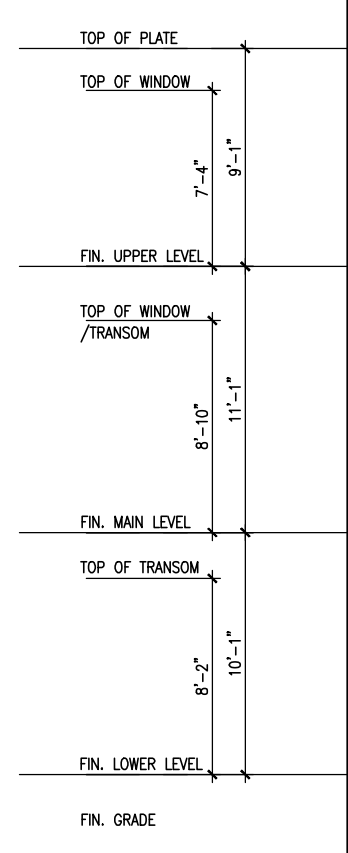 TOP OF PLATE
TOP OF WINDOW
7'-4"
9'-1"
FIN. UPPER LEVEL
TOP OF WINDOW
/TRANSOM
8'-10"
11'-1"
FIN. MAIN LEVEL
TOP OF TRANSOM
8'-2"
10'-1"
FIN. LOWER LEVEL
FIN. GRADE